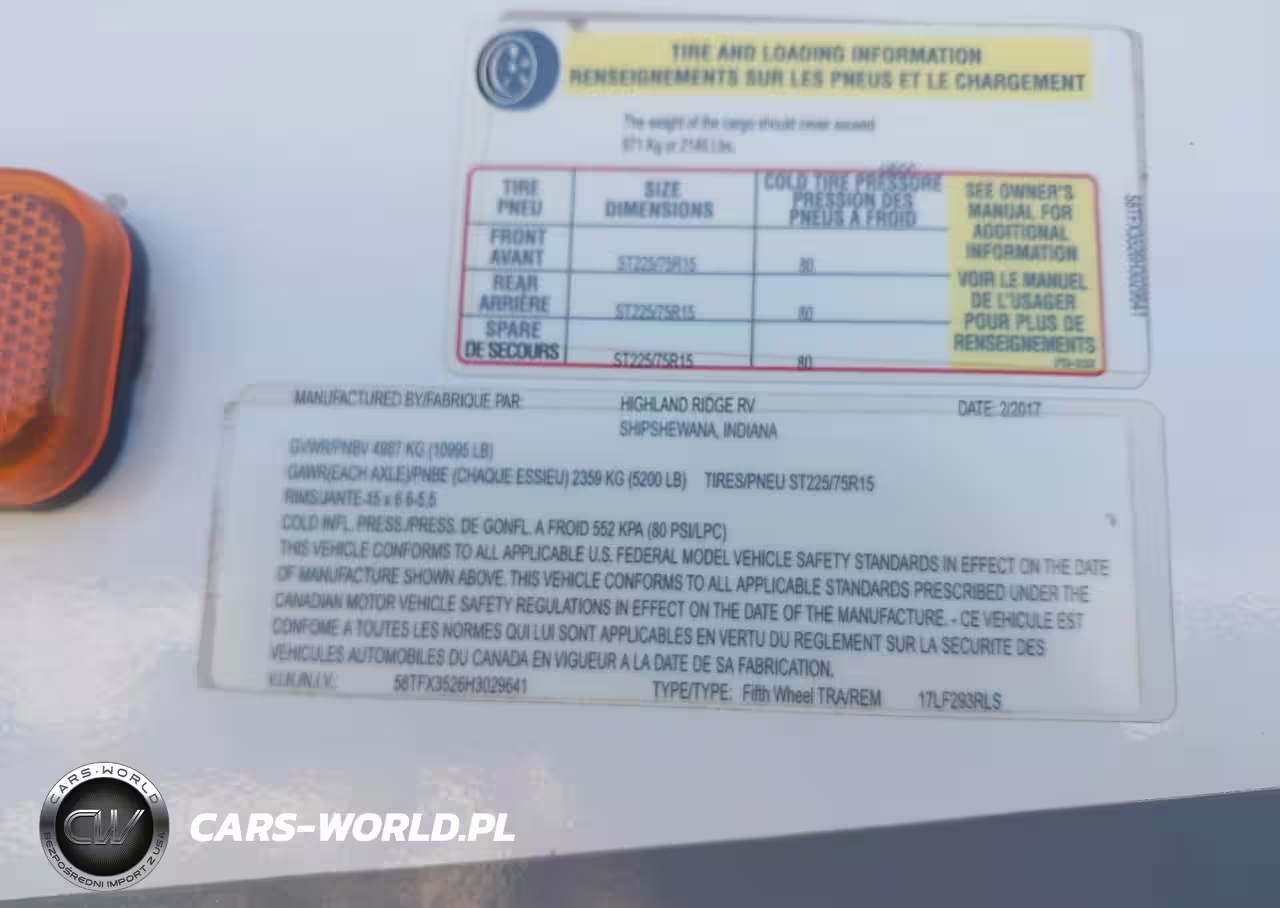 TIRE AND LOADING INFORMATION
RENSEIGNEMENTS SUR LES PNEUS ET LE CHARGEMENT
The weight of the cargo should never exceed
Kg or Lbs.
TIRE PNEU
SIZE DIMENSIONS
COLD TIRE PRESSURE PRESSION DES PNEUS A FROID
SEE OWNER'S MANUAL FOR ADDITIONAL INFORMATION
VOIR LE MANUEL DE L'USAGER POUR PLUS DE RENSEIGNEMENTS
FRONT AVANT ST225/75R15 80
REAR ARRIÈRE ST225/75R15 80
SPARE DE SECOURS ST225/75R15 80
58TFX3526H3029641
MANUFACTURED BY/FABRIQUE PAR: HIGHLAND RIDGE RV DATE: 2/2017
SHIPSHEWANA, INDIANA
GVWR/PNBV 4987 KG (10995 LB)
GAWR(EACH AXLE)/PNBE (CHAQUE ESSIEU) 2359 KG (5200 LB) TIRES/PNEU ST225/75R15
RIMS/JANTE
COLD INFL. PRESS./PRESS. DE GONFL. A FROID 552 KPA (80 PSI/LPC)
THIS VEHICLE CONFORMS TO ALL APPLICABLE U.S. FEDERAL MODEL VEHICLE SAFETY STANDARDS IN EFFECT ON THE DATE
OF MANUFACTURE SHOWN ABOVE. THIS VEHICLE CONFORMS TO ALL APPLICABLE STANDARDS PRESCRIBED UNDER THE
CANADIAN MOTOR VEHICLE SAFETY REGULATIONS IN EFFECT ON THE DATE OF THE MANUFACTURE. - CE VEHICULE EST
CONFOME A TOUTES LES NORMES QUI LUI SONT APPLICABLES EN VERTU DU REGLEMENT SUR LA SECURITE DES
VEHICULES AUTOMOBILES DU CANADA EN VIGUEUR A LA DATE DE SA FABRICATION.
V.I.N./N.I.V.: 58TFX3526H3029641 TYPE/TYPE: Fifth Wheel TRA/REM 17LF293RLS
CARS-WORLD
CW
BEZPOŚREDNI IMPORT Z USA
CARS-WORLD.PL